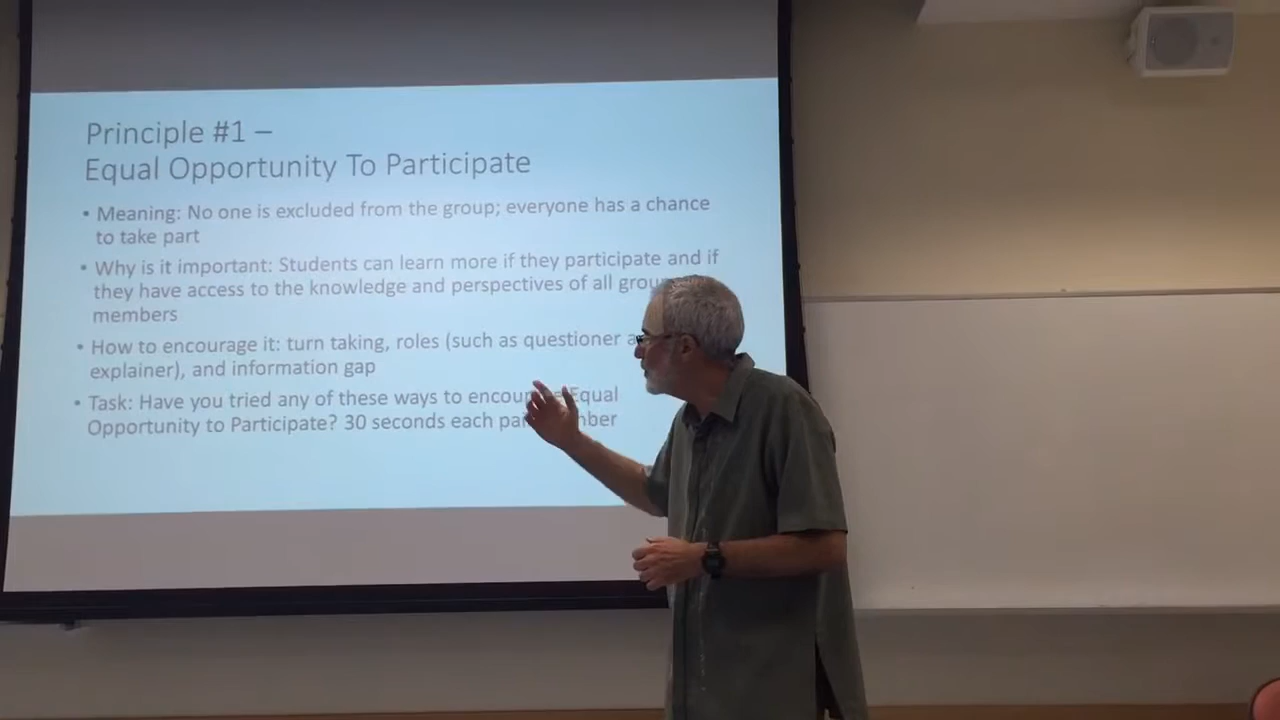 Principle #1 –
Equal Opportunity To Participate
• Meaning: No one is excluded from the group; everyone has a chance
to take part
• Why is it important: Students can learn more if they participate and if
they have access to the knowledge and perspectives of all
members
• How to encourage it: turn taking, roles (such as questioner
explainer), and information gap
• Task: Have you tried any of these ways to Equal
Opportunity to Participate? 30 seconds each